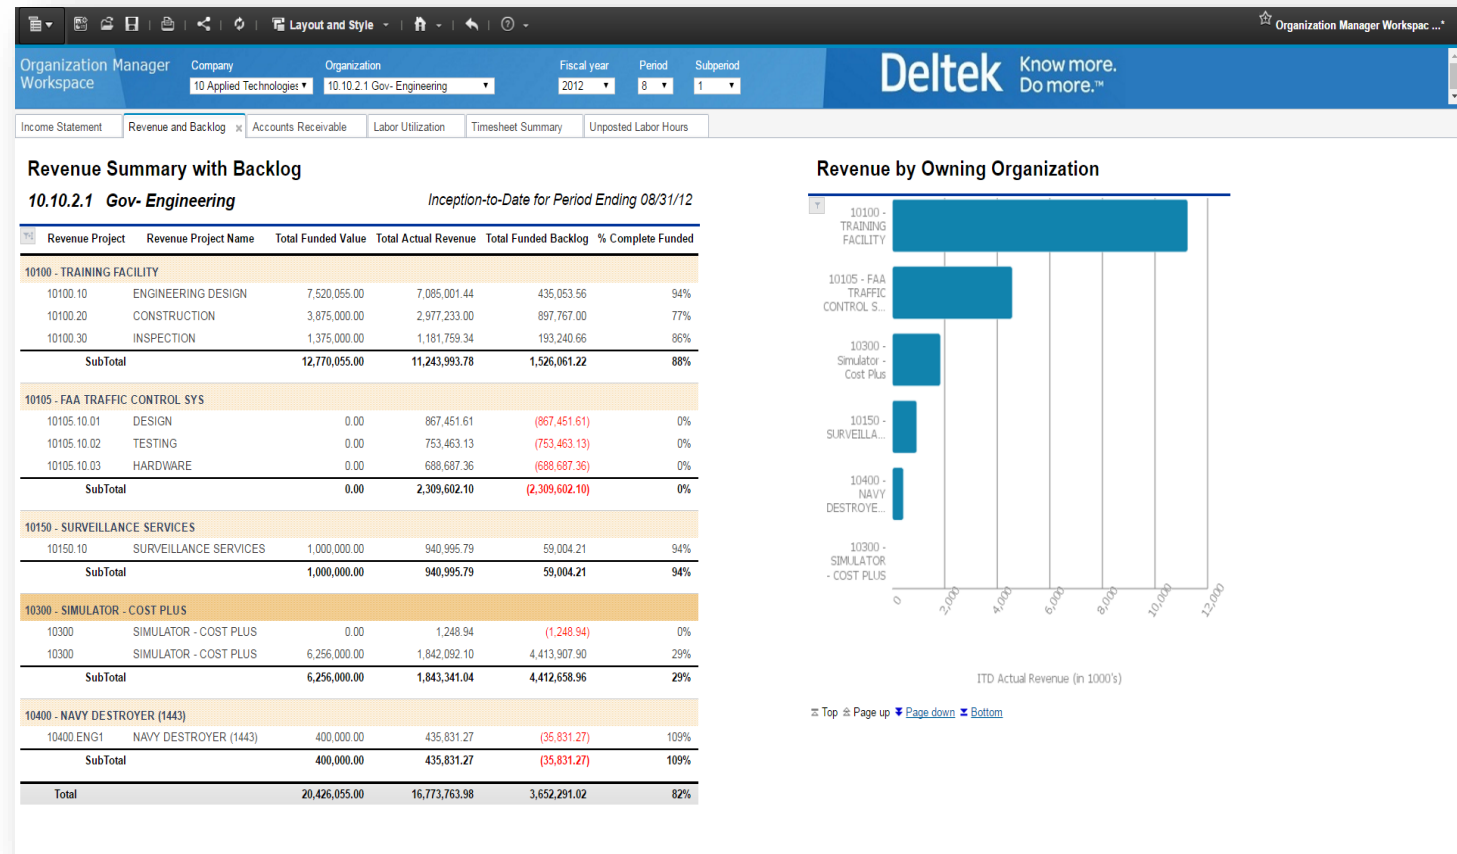 Layout and Style
Organization Manager Workspac ...*
Organization Manager
Workspace
Company
10 Applied Technologies
Organization
10.10.2.1 Gov- Engineering
Fiscal year
2012
Period
8
Subperiod
1
Deltek
Know more.
Do more.™
Income Statement
Revenue and Backlog x
Accounts Receivable
Labor Utilization
Timesheet Summary
Unposted Labor Hours
Revenue Summary with Backlog
10.10.2.1 Gov- Engineering
Inception-to-Date for Period Ending 08/31/12
Revenue Project Revenue Project Name Total Funded Value Total Actual Revenue Total Funded Backlog % Complete Funded
10100 - TRAINING FACILITY
10100.10 ENGINEERING DESIGN 7,520,055.00 7,085,001.44 435,053.56 94%
10100.20 CONSTRUCTION 3,875,000.00 2,977,233.00 897,767.00 77%
10100.30 INSPECTION 1,375,000.00 1,181,759.34 193,240.66 86%
SubTotal 12,770,055.00 11,243,993.78 1,526,061.22 88%
10105 - FAA TRAFFIC CONTROL SYS
10105.10.01 DESIGN 0.00 867,451.61 (867,451.61) 0%
10105.10.02 TESTING 0.00 753,463.13 (753,463.13) 0%
10105.10.03 HARDWARE 0.00 688,687.36 (688,687.36) 0%
SubTotal 0.00 2,309,602.10 (2,309,602.10) 0%
10150 - SURVEILLANCE SERVICES
10150.10 SURVEILLANCE SERVICES 1,000,000.00 940,995.79 59,004.21 94%
SubTotal 1,000,000.00 940,995.79 59,004.21 94%
10300 - SIMULATOR - COST PLUS
10300 SIMULATOR - COST PLUS 0.00 1,248.94 (1,248.94) 0%
10300 SIMULATOR - COST PLUS 6,256,000.00 1,842,092.10 4,413,907.90 29%
SubTotal 6,256,000.00 1,843,341.04 4,412,658.96 29%
10400 - NAVY DESTROYER (1443)
10400.ENG1 NAVY DESTROYER (1443) 400,000.00 435,831.27 (35,831.27) 109%
SubTotal 400,000.00 435,831.27 (35,831.27) 109%
Total 20,426,055.00 16,773,763.98 3,652,291.02 82%
Revenue by Owning Organization
10100 -
TRAINING
FACILITY
10105 - FAA
TRAFFIC
CONTROL S...
10300 -
Simulator -
Cost Plus
10150 -
SURVEILLA...
10400 -
NAVY
DESTROYE...
10300 -
SIMULATOR
- COST PLUS
0 2,000 4,000 6,000 8,000 10,000 12,000
ITD Actual Revenue (in 1000's)
Top Page up Page down Bottom